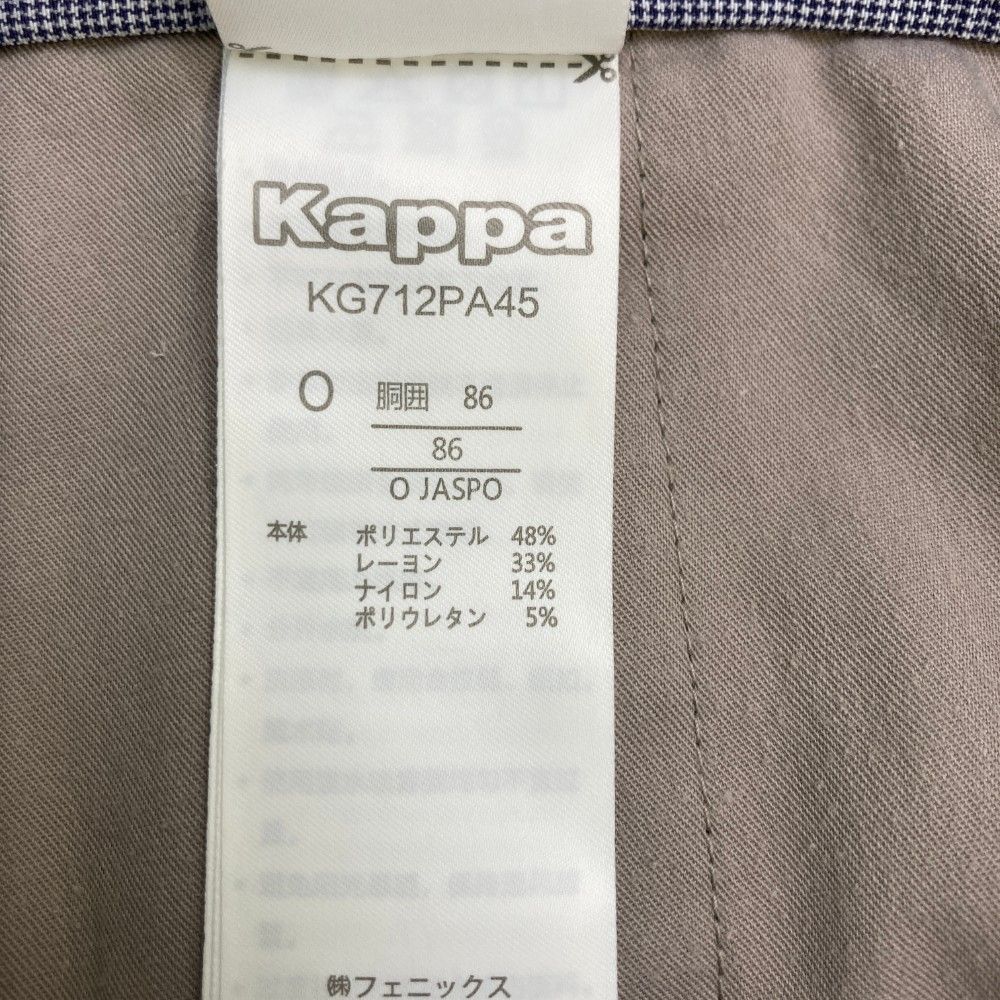 Kappa
KG712PA45
O 胴囲 86
86
O JASPO
本体 ポリエステル 48%
レーヨン 33%
ナイロン 14%
ポリウレタン 5%
㈱フェニックス